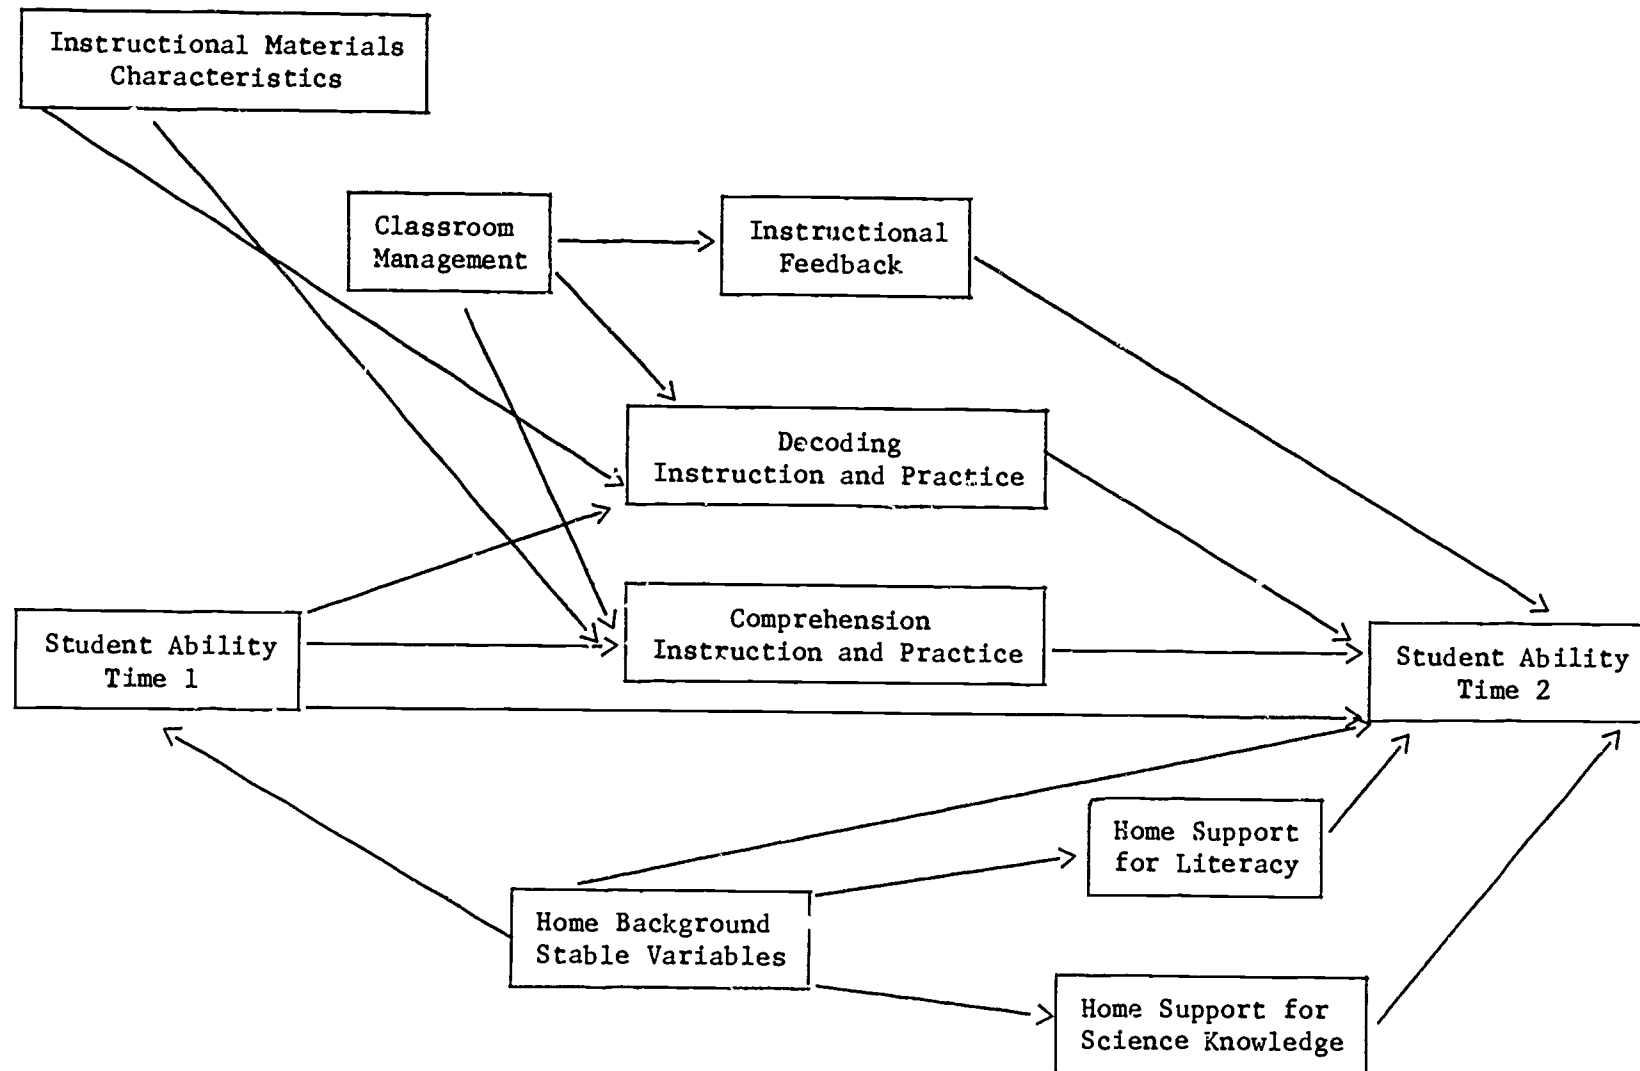 Instructional Materials
Characteristics
Classroom
Management
Instructional
Feedback
Decoding
Instruction and Practice
Comprehension
Instruction and Practice
Student Ability
Time 1
Student Ability
Time 2
Home Support
for Literacy
Home Background
Stable Variables
Home Support for
Science Knowledge